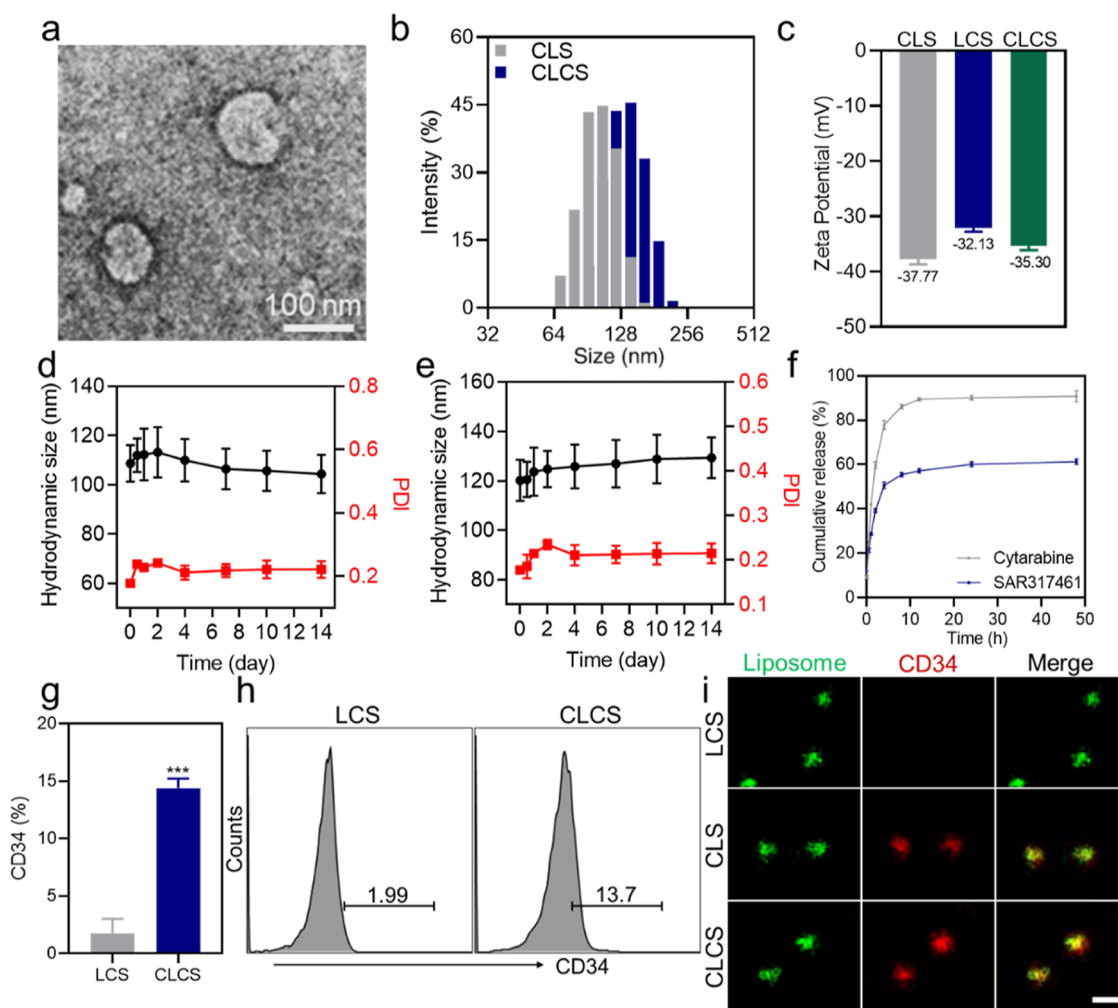 a
100 nm
b
60
45
30
15
0
Intensity (%)
CLS
CLCS
32
64
128
256
512
Size (nm)
c
CLS
LCS
CLCS
0
-10
-20
-30
-40
-50
Zeta Potential (mV)
-37.77
-32.13
-35.30
d
140
120
100
80
60
Hydrodynamic size (nm)
0.8
0.6
0.4
0.2
PDI
0 2 4 6 8 10 12 14
Time (day)
e
160
140
120
100
80
Hydrodynamic size (nm)
0.6
0.5
0.4
0.3
0.2
0.1
PDI
0 2 4 6 8 10 12 14
Time (day)
f
100
80
60
40
20
0
Cumulative release (%)
Cytarabine
SAR317461
0 10 20 30 40 50
Time (h)
g
20
15
10
5
0
CD34 (%)
***
LCS
CLCS
h
LCS
CLCS
Counts
1.99
13.7
CD34
i
Liposome
CD34
Merge
LCS
CLS
CLCS